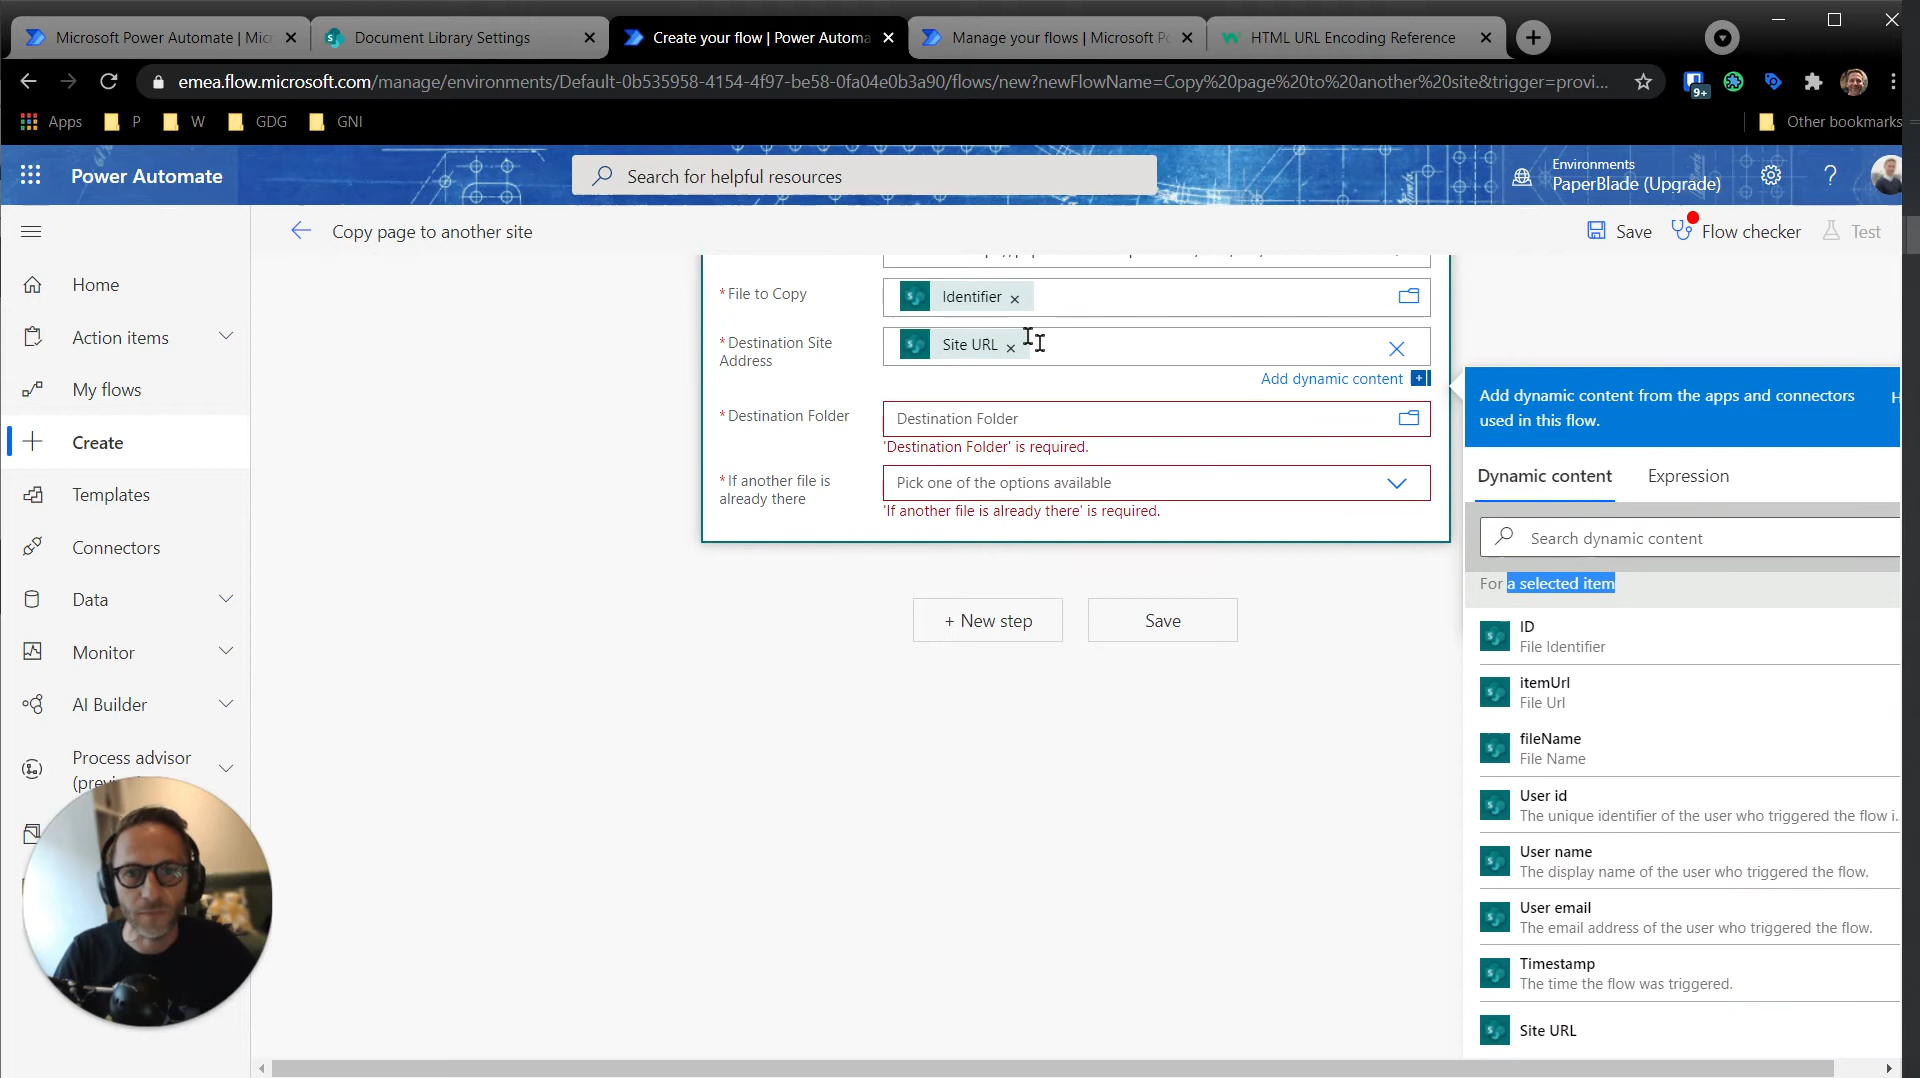 Microsoft Power Automate | Mic
Document Library Settings
Create your flow | Power Automa
Manage your flows | Microsoft Po
HTML URL Encoding Reference
emea.flow.microsoft.com/manage/environments/Default-0b535958-4154-4f97-be58-0fa04e0b3a90/flows/new?newFlowName=Copy%20page%20to%20another%20site&trigger=provi...
9+
Apps
P
W
GDG
GNI
Other bookmarks
Power Automate
Search for helpful resources
Environments
PaperBlade (Upgrade)
Copy page to another site
Save
Flow checker
Test
Home
Action items
My flows
Create
Templates
Connectors
Data
Monitor
AI Builder
Process advisor
* File to Copy
Identifier
* Destination Site
Address
Site URL
Add dynamic content
* Destination Folder
Destination Folder
'Destination Folder' is required.
* If another file is
already there
Pick one of the options available
'If another file is already there' is required.
+ New step
Save
Add dynamic content from the apps and connectors
used in this flow.
H
Dynamic content
Expression
Search dynamic content
For a selected item
ID
File Identifier
itemUrl
File Url
fileName
File Name
User id
The unique identifier of the user who triggered the flow i...
User name
The display name of the user who triggered the flow.
User email
The email address of the user who triggered the flow.
Timestamp
The time the flow was triggered.
Site URL